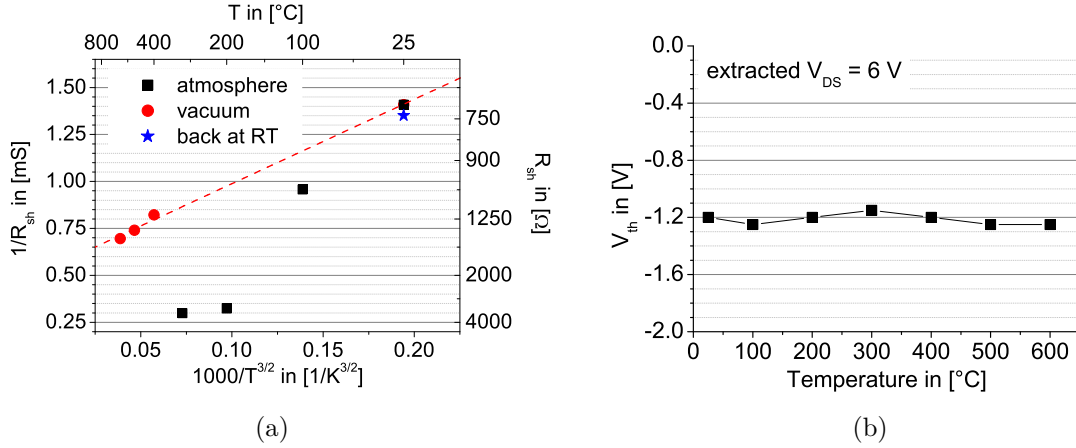 T in [°C]
800 400 200 100 25
atmosphere
vacuum
back at RT
1/R_sh in [mS]
1.50
1.25
1.00
0.75
0.50
0.25
R_sh in [Ω]
750
900
1250
2000
4000
0.05 0.10 0.15 0.20
1000/T^3/2 in [1/K^3/2]
(a)
extracted V_DS = 6 V
V_th in [V]
0.0
-0.4
-0.8
-1.2
-1.6
-2.0
0 100 200 300 400 500 600
Temperature in [°C]
(b)